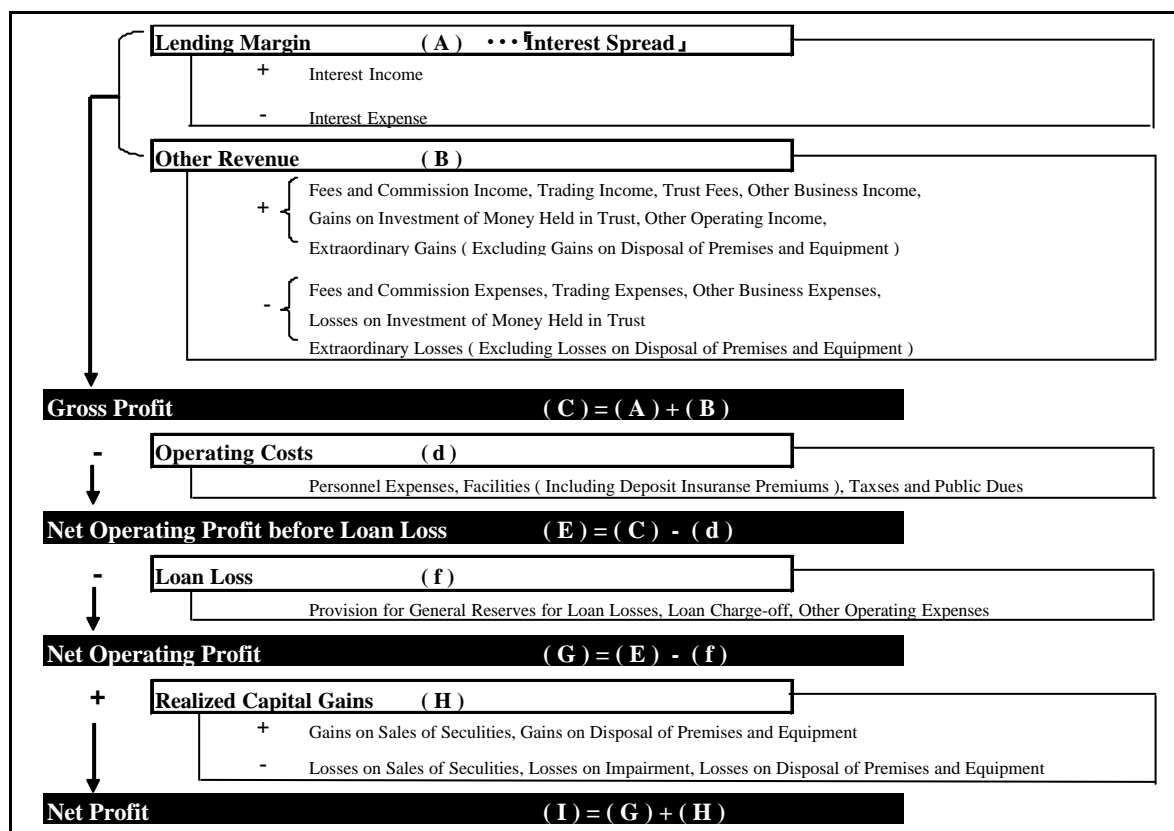 Lending Margin ( A ) ・・・『Interest Spread』
+ Interest Income
- Interest Expense
Other Revenue ( B )
Fees and Commission Income, Trading Income, Trust Fees, Other Business Income,
+ Gains on Investment of Money Held in Trust, Other Operating Income,
Extraordinary Gains ( Excluding Gains on Disposal of Premises and Equipment )
Fees and Commission Expenses, Trading Expenses, Other Business Expenses,
- Losses on Investment of Money Held in Trust
Extraordinary Losses ( Excluding Losses on Disposal of Premises and Equipment )
Gross Profit ( C ) = ( A ) + ( B )
- Operating Costs ( d )
Personnel Expenses, Facilities ( Including Deposit Insuranse Premiums ), Taxses and Public Dues
Net Operating Profit before Loan Loss ( E ) = ( C ) - ( d )
- Loan Loss ( f )
Provision for General Reserves for Loan Losses, Loan Charge-off, Other Operating Expenses
Net Operating Profit ( G ) = ( E ) - ( f )
+ Realized Capital Gains ( H )
+ Gains on Sales of Seculities, Gains on Disposal of Premises and Equipment
- Losses on Sales of Seculities, Losses on Impairment, Losses on Disposal of Premises and Equipment
Net Profit ( I ) = ( G ) + ( H )